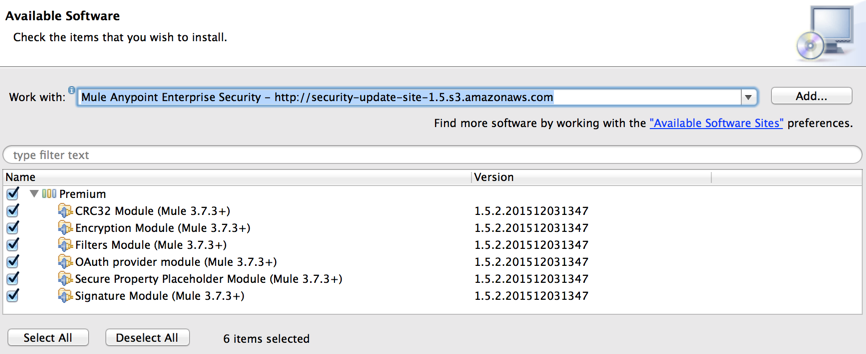 Available Software
Check the items that you wish to install.
Work with: Mule Anypoint Enterprise Security – http://security-update-site-1.5.s3.amazonaws.com Add...
Find more software by working with the "Available Software Sites" preferences.
type filter text
Name Version
Premium
CRC32 Module (Mule 3.7.3+) 1.5.2.201512031347
Encryption Module (Mule 3.7.3+) 1.5.2.201512031347
Filters Module (Mule 3.7.3+) 1.5.2.201512031347
OAuth provider module (Mule 3.7.3+) 1.5.2.201512031347
Secure Property Placeholder Module (Mule 3.7.3+) 1.5.2.201512031347
Signature Module (Mule 3.7.3+) 1.5.2.201512031347
Select All Deselect All 6 items selected